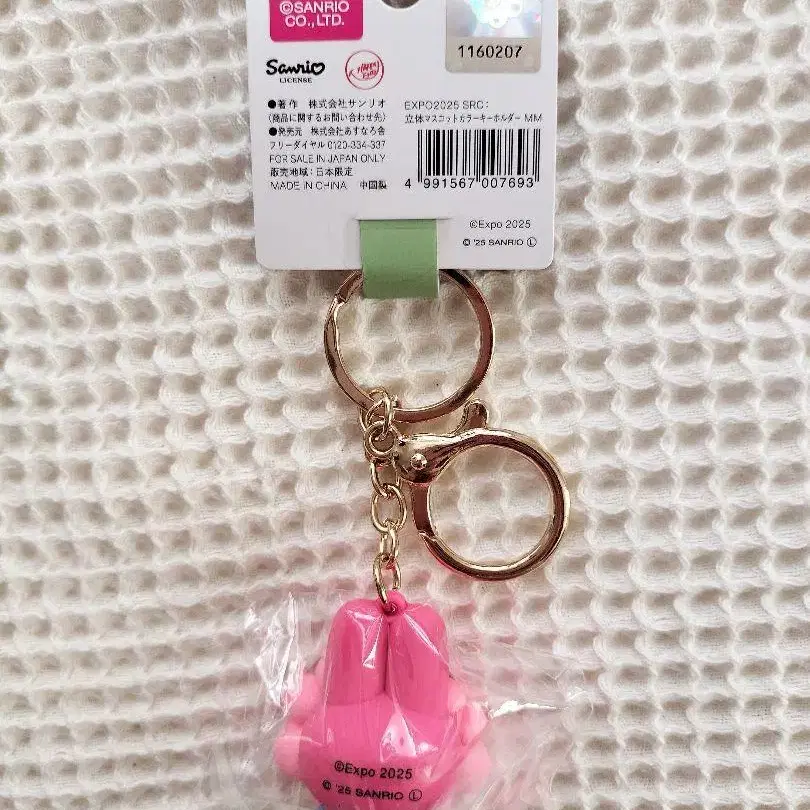 ©SANRIO
CO., LTD.
1160207
Sanrio
LICENSE
●著作 株式会社サンリオ
(商品に関するお問い合わせ先)
●発売元 株式会社あすなろ舎
フリーダイヤル 0120-334-337
FOR SALE IN JAPAN ONLY
販売地域：日本限定
MADE IN CHINA 中国製
EXPO2025 SRC：
立体マスコットカラーキーホルダー MM
4 991567 007693
©Expo 2025
© '25 SANRIO Ⓛ
©Expo 2025
© '25 SANRIO Ⓛ